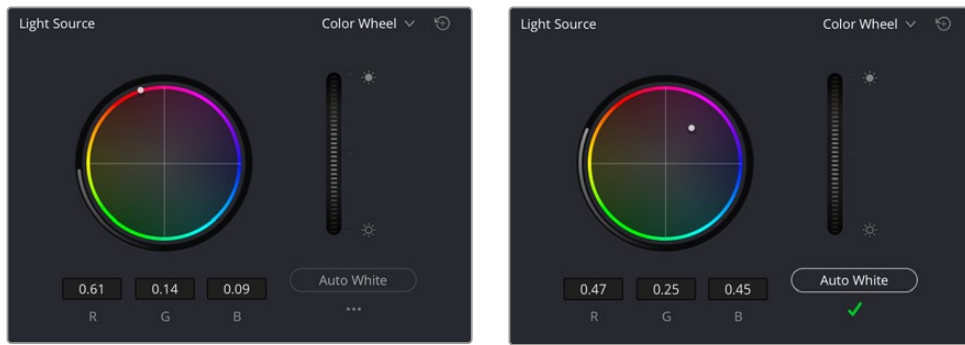 Light Source Color Wheel
0.61 0.14 0.09
R G B
Auto White
Light Source Color Wheel
0.47 0.25 0.45
R G B
Auto White